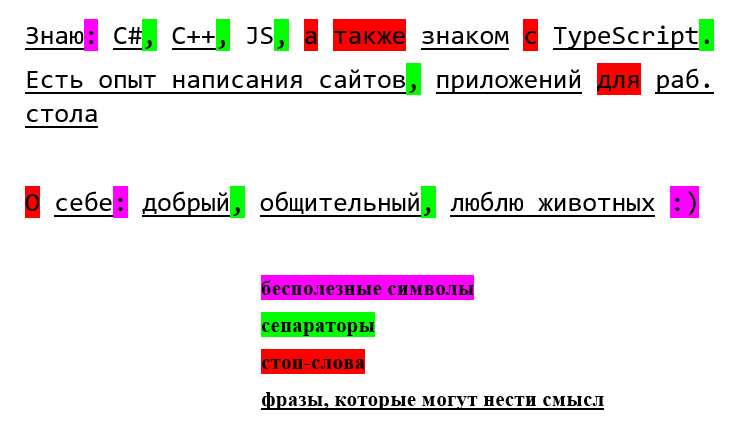 Знаю: C#, C++, JS, а также знаком с TypeScript.
Есть опыт написания сайтов, приложений для раб.
стола
О себе: добрый, общительный, люблю животных :)
бесполезные символы
сепараторы
стоп-слова
фразы, которые могут нести смысл